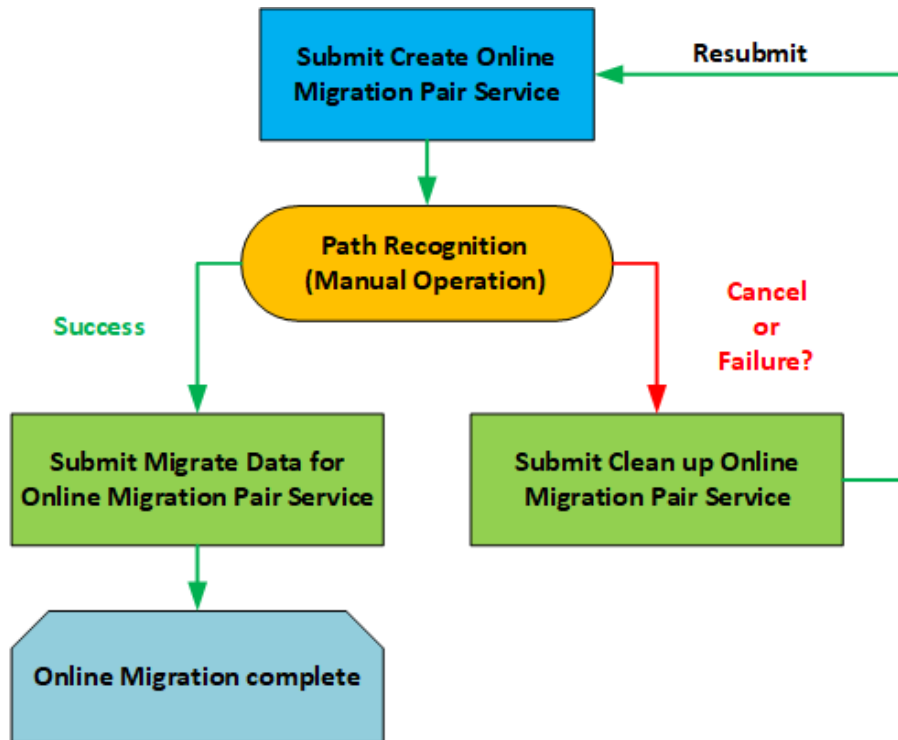 Submit Create Online
Migration Pair Service
Resubmit
Path Recognition
(Manual Operation)
Success
Cancel
or
Failure?
Submit Migrate Data for
Online Migration Pair Service
Submit Clean up Online
Migration Pair Service
Online Migration complete